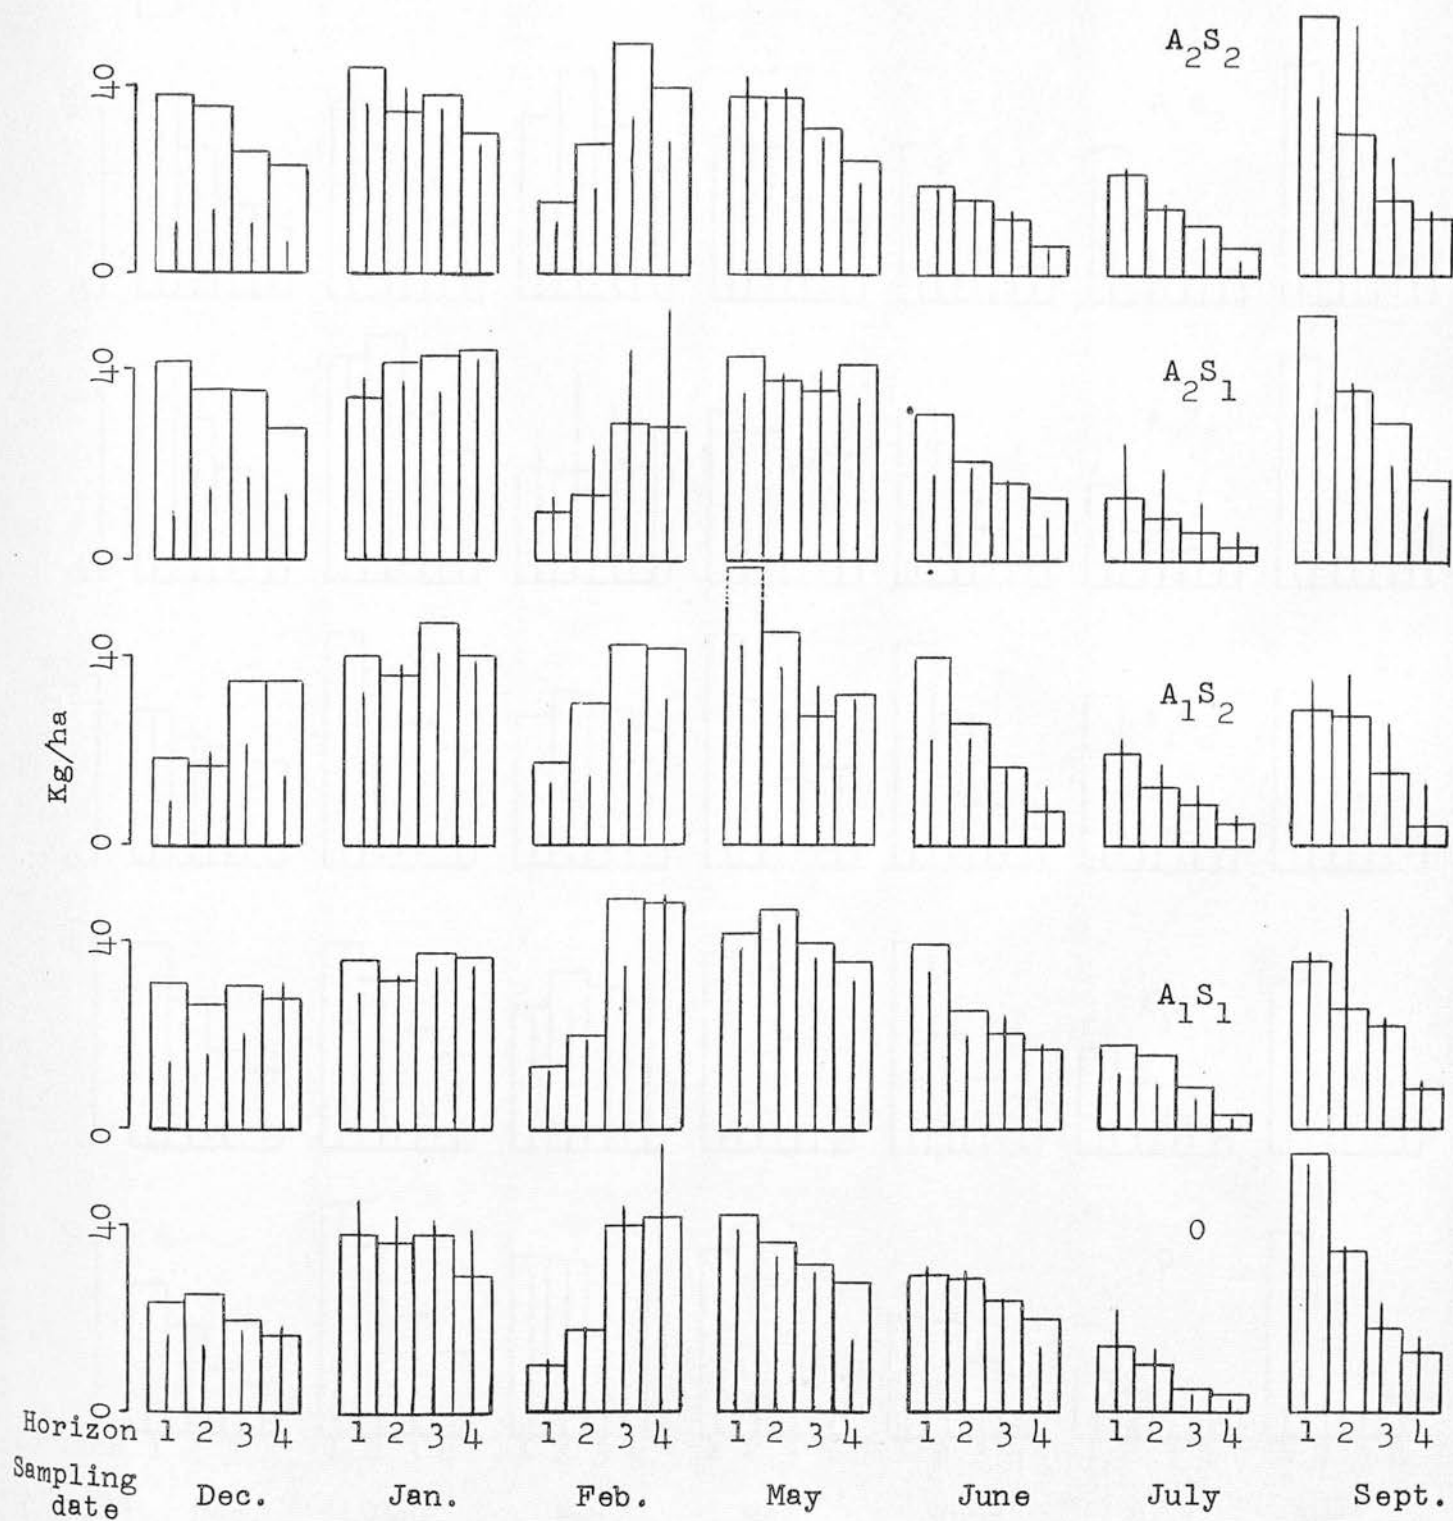 A2S2
40
0
A2S1
40
0
A1S2
40
0
Kg/ha
A1S1
40
0
O
40
0
Horizon 1 2 3 4 1 2 3 4 1 2 3 4 1 2 3 4 1 2 3 4 1 2 3 4 1 2 3 4
Sampling date Dec. Jan. Feb. May June July Sept.